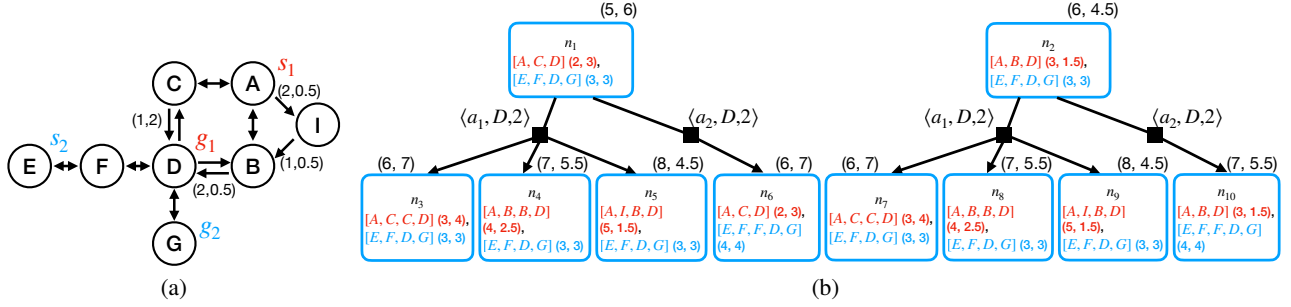 s₁
C
A
(2,0.5)
I
(1,2)
g₁
s₂
(1,0.5)
E
F
D
B
(2,0.5)
G
g₂
(a)
(5, 6)
n₁
[A, C, D] (2, 3),
[E, F, D, G] (3, 3)
⟨a₁, D,2⟩
⟨a₂, D,2⟩
(6, 7)
(7, 5.5)
(8, 4.5)
(6, 7)
n₃
[A, C, C, D] (3, 4),
[E, F, D, G] (3, 3)
n₄
[A, B, B, D]
(4, 2.5),
[E, F, D, G] (3, 3)
n₅
[A, I, B, D]
(5, 1.5),
[E, F, D, G] (3, 3)
n₆
[A, C, D] (2, 3),
[E, F, F, D, G]
(4, 4)
(6, 4.5)
n₂
[A, B, D] (3, 1.5),
[E, F, D, G] (3, 3)
⟨a₁, D,2⟩
⟨a₂, D,2⟩
(6, 7)
(7, 5.5)
(8, 4.5)
(7, 5.5)
n₇
[A, C, C, D] (3, 4),
[E, F, D, G] (3, 3)
n₈
[A, B, B, D]
(4, 2.5),
[E, F, D, G] (3, 3)
n₉
[A, I, B, D]
(5, 1.5),
[E, F, D, G] (3, 3)
n₁₀
[A, B, D] (3, 1.5),
[E, F, F, D, G]
(4, 4)
(b)